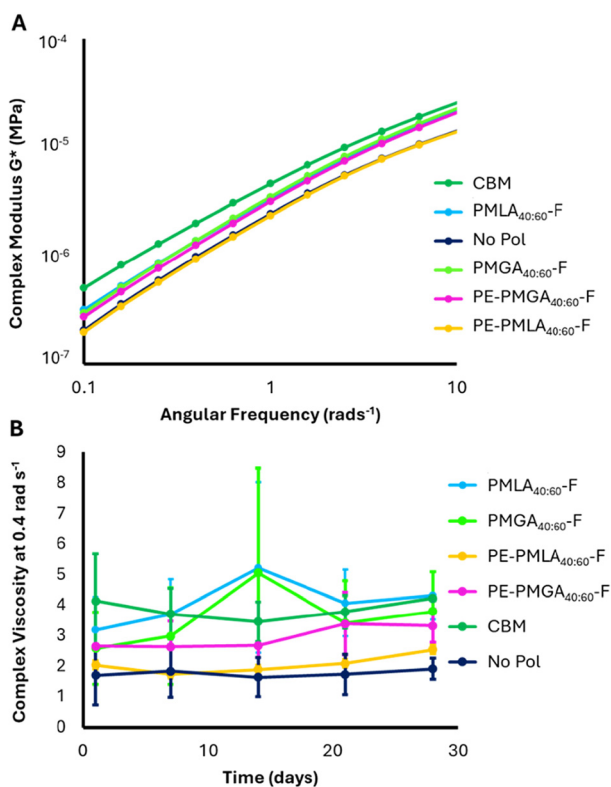 A
10-4
10-5
10-6
10-7
Complex Modulus G* (MPa)
0.1
1
10
Angular Frequency (rads-1)
CBM
PMLA40:60-F
No Pol
PMGA40:60-F
PE-PMGA40:60-F
PE-PMLA40:60-F
B
9
8
7
6
5
4
3
2
1
0
Complex Viscosity at 0.4 rad s-1
0
10
20
30
Time (days)
PMLA40:60-F
PMGA40:60-F
PE-PMLA40:60-F
PE-PMGA40:60-F
CBM
No Pol